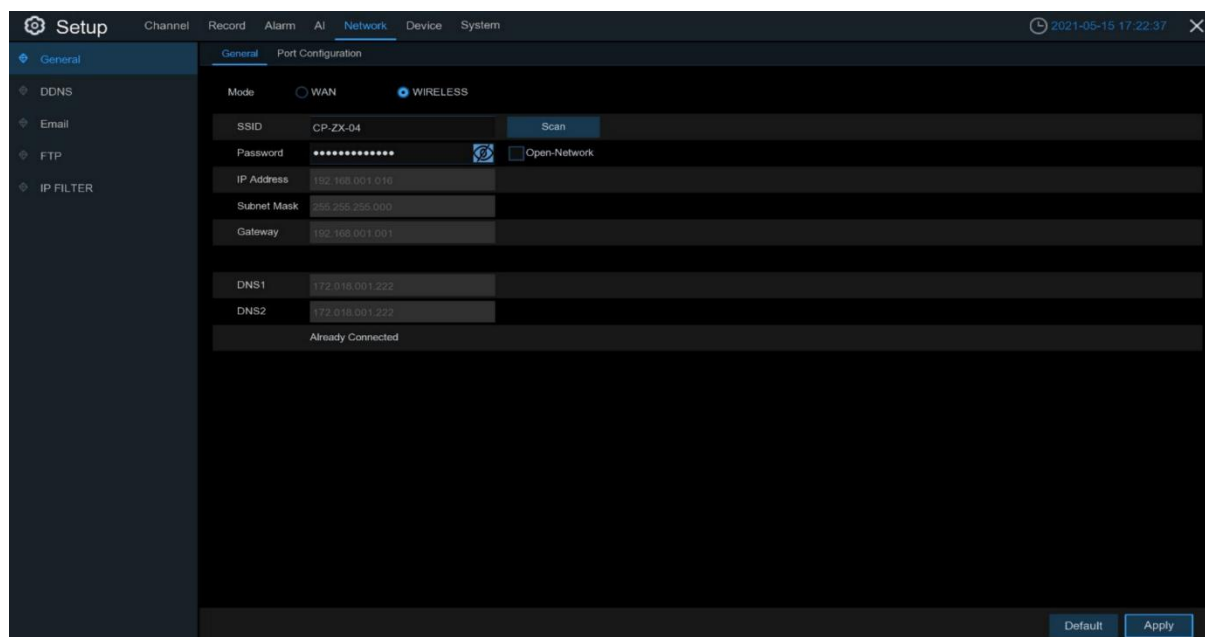 Setup Channel Record Alarm AI Network Device System 2021-05-15 17:22:37
General
DDNS
Email
FTP
IP FILTER
General Port Configuration
Mode WAN WIRELESS
SSID CP-ZX-04 Scan
Password ••••••••••••• Open-Network
IP Address 192.168.001.016
Subnet Mask 255.255.255.000
Gateway 192.168.001.001
DNS1 172.018.001.222
DNS2 172.018.001.222
Already Connected
Default Apply